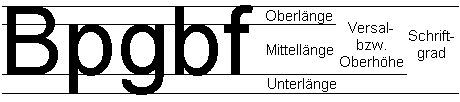 Bpgbf
Oberlänge
Mittellänge
Unterlänge
Versal-
bzw.
Oberhöhe
Schrift-
grad